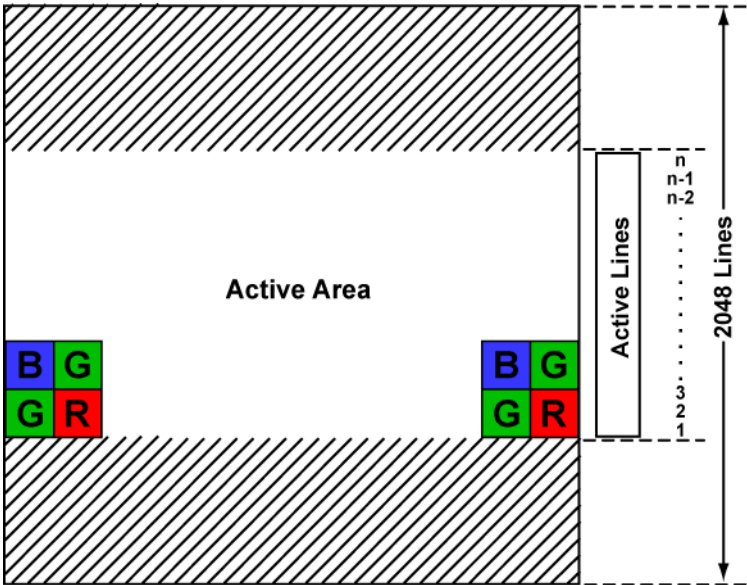 n
n-1
n-2
Active Lines
2048 Lines
Active Area
B G
G R
B G
G R
3
2
1